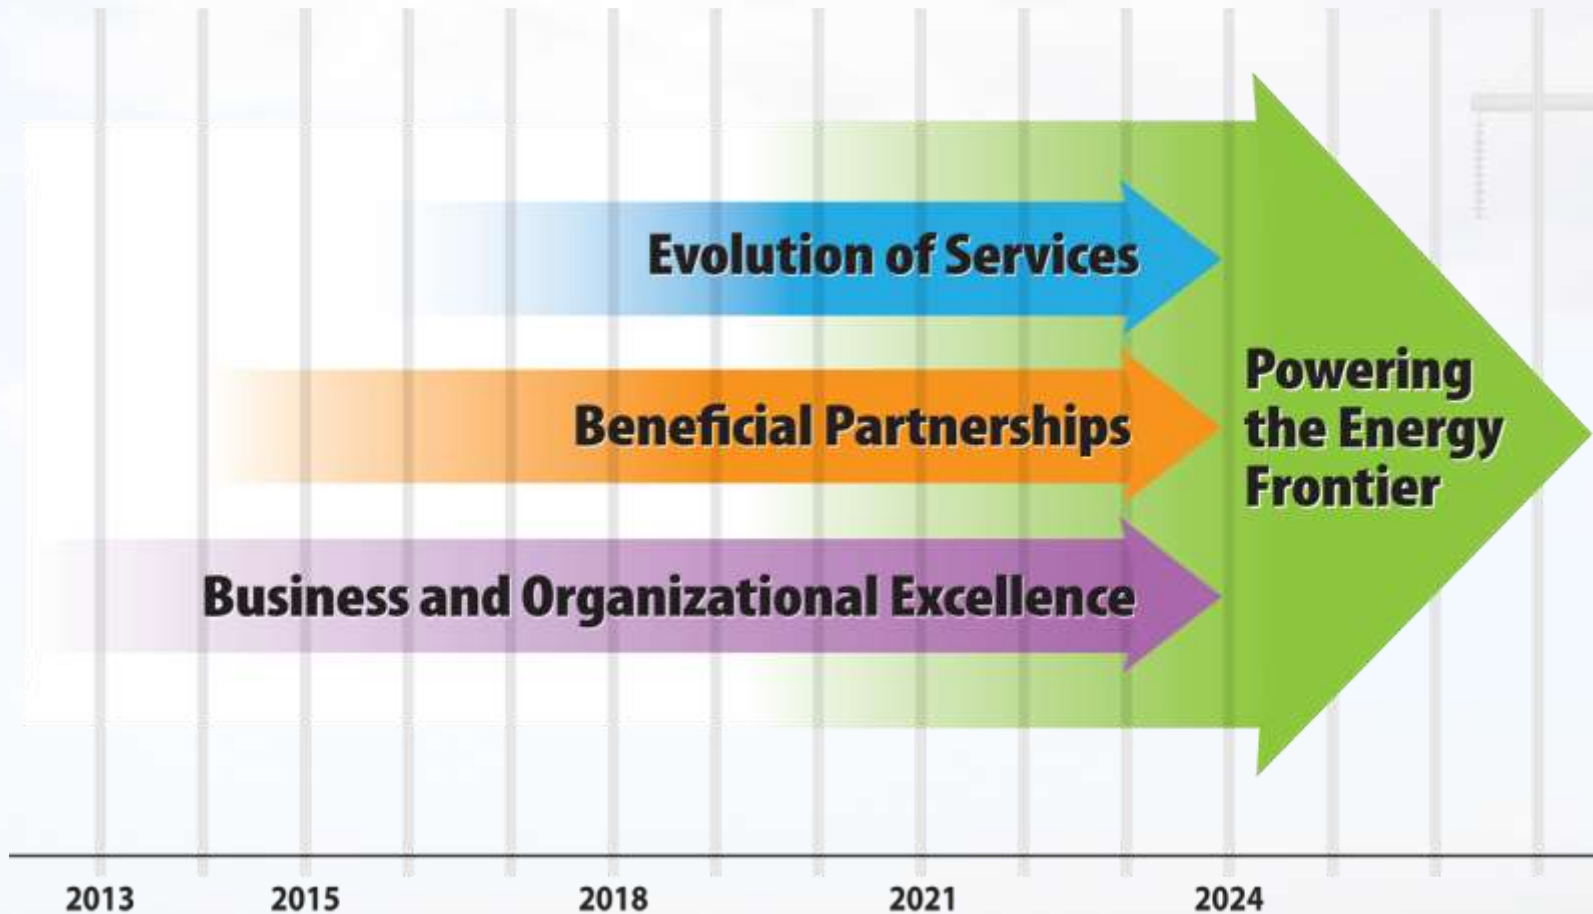 Evolution of Services
Beneficial Partnerships
Powering
the Energy
Frontier
Business and Organizational Excellence
2013 2015 2018 2021 2024